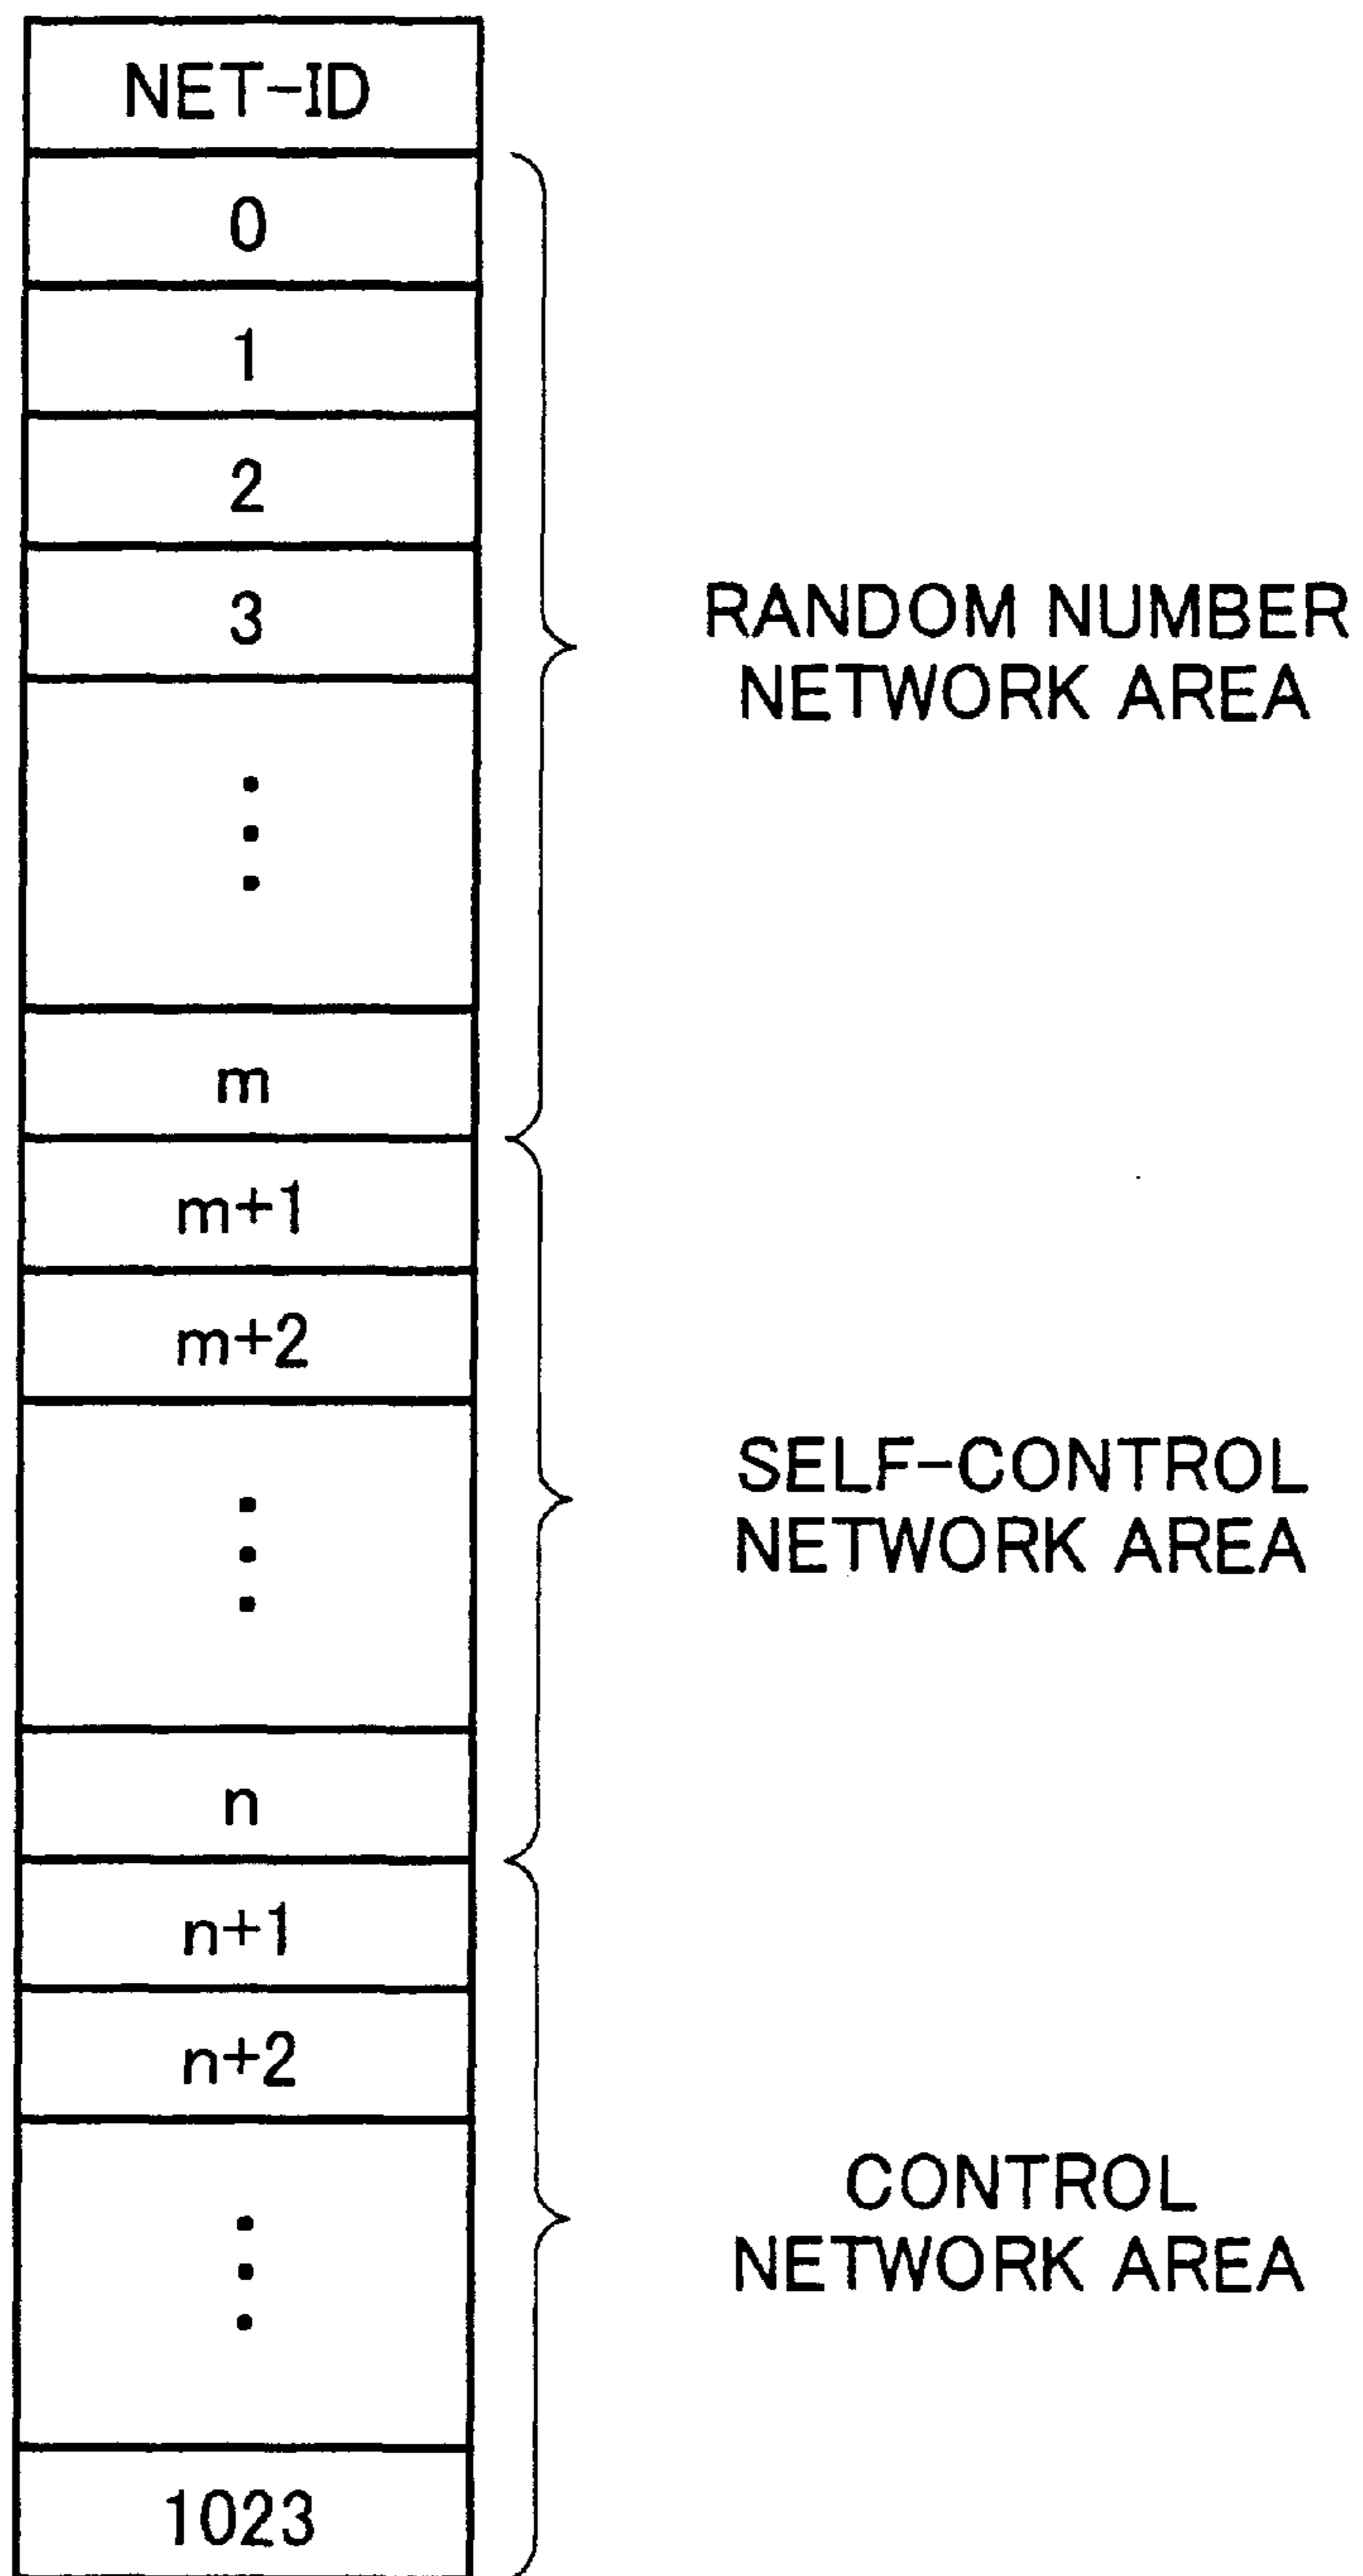 NET-ID
0
1
2
3
m
m+1
m+2
n
n+1
n+2
1023
RANDOM NUMBER
NETWORK AREA
SELF-CONTROL
NETWORK AREA
CONTROL
NETWORK AREA